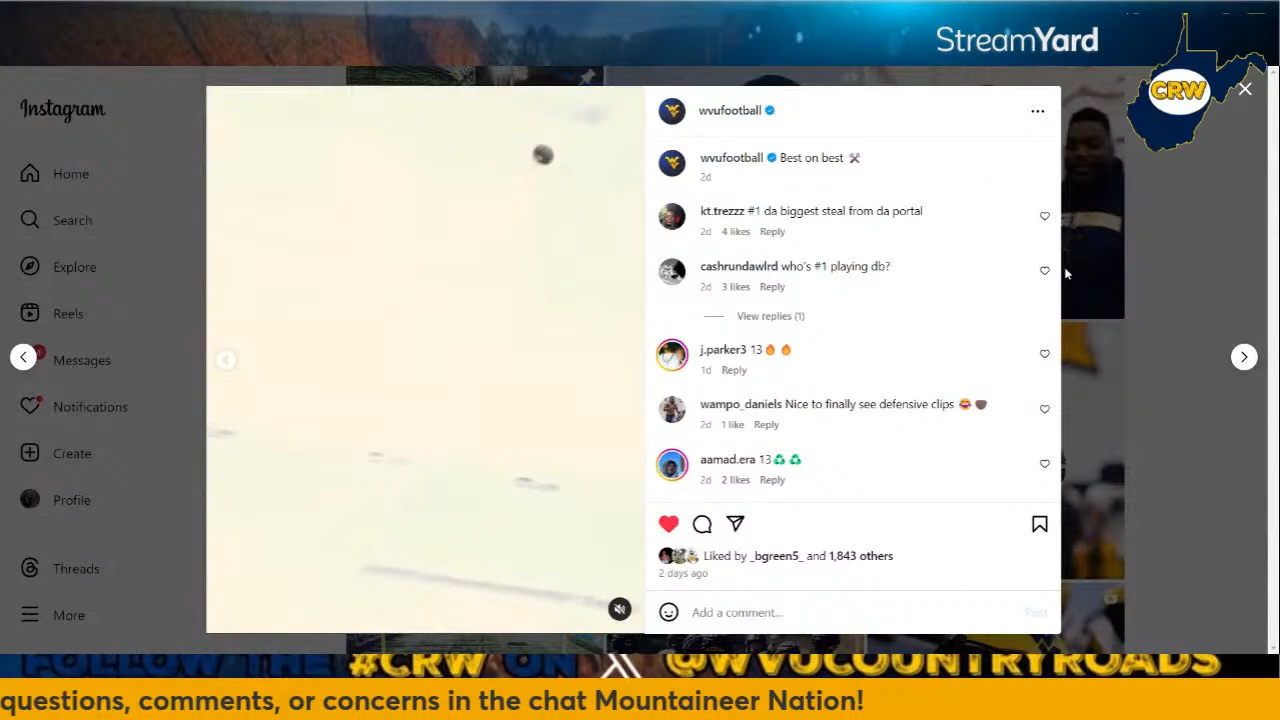 StreamYard
CRW
Instagram
Home
Search
Explore
Reels
Messages
Notifications
Create
Profile
Threads
More
wvufootball
wvufootball Best on best ⚒
2d
kt.trezzz #1 da biggest steal from da portal
2d 4 likes Reply
cashrundawlrd who's #1 playing db?
2d 3 likes Reply
View replies (1)
j.parker3 13🔥 🔥
1d Reply
wampo_daniels Nice to finally see defensive clips 😂 🖤
2d 1 like Reply
aamad.era 13♻️ ♻️
2d 2 likes Reply
Liked by _bgreen5_ and 1,843 others
2 days ago
Add a comment...
Post
FOLLOW THE #CRW ON X @WVUCOUNTRYROADS
questions, comments, or concerns in the chat Mountaineer Nation!